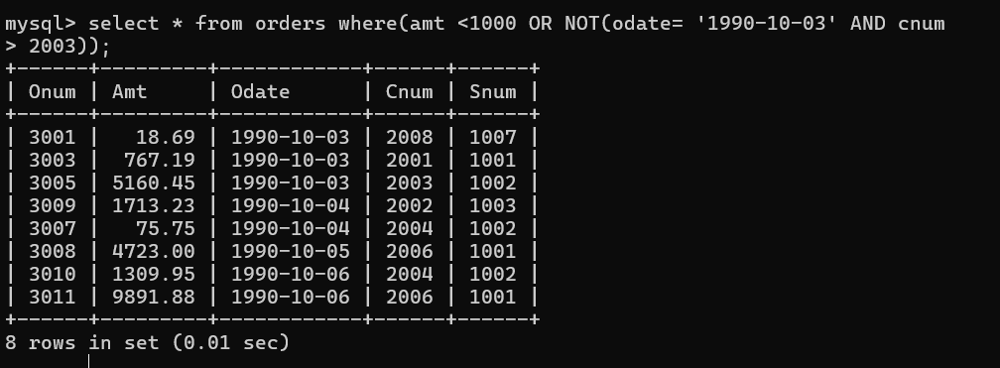 mysql> select * from orders where(amt <1000 OR NOT(odate= '1990-10-03' AND cnum
> 2003));
+------+---------+------------+------+------+
| Onum | Amt     | Odate      | Cnum | Snum |
+------+---------+------------+------+------+
| 3001 |   18.69 | 1990-10-03 | 2008 | 1007 |
| 3003 |  767.19 | 1990-10-03 | 2001 | 1001 |
| 3005 | 5160.45 | 1990-10-03 | 2003 | 1002 |
| 3009 | 1713.23 | 1990-10-04 | 2002 | 1003 |
| 3007 |   75.75 | 1990-10-04 | 2004 | 1002 |
| 3008 | 4723.00 | 1990-10-05 | 2006 | 1001 |
| 3010 | 1309.95 | 1990-10-06 | 2004 | 1002 |
| 3011 | 9891.88 | 1990-10-06 | 2006 | 1001 |
+------+---------+------------+------+------+
8 rows in set (0.01 sec)